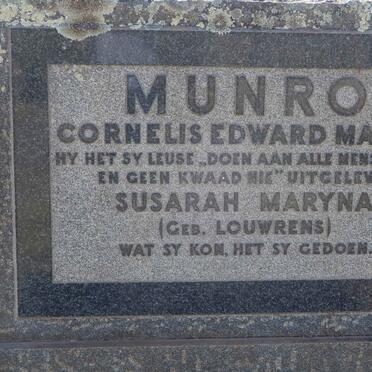 MUNRO
CORNELIS EDWARD MA
HY HET SY LEUSE „DOEN AAN ALLE MENS
EN GEEN KWAAD NIE" UITGELEW
SUSARAH MARYNA
(GEB. LOUWRENS)
WAT SY KON, HET SY GEDOEN.